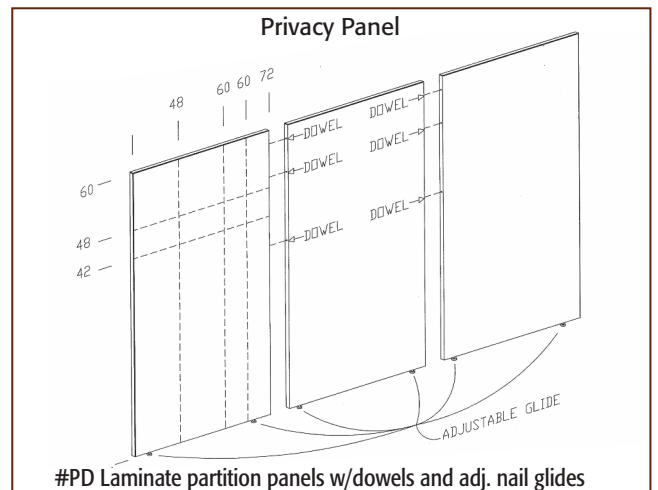 Privacy Panel
48 60 60 72
DOWEL DOWEL
DOWEL DOWEL
DOWEL DOWEL
60
48
42
ADJUSTABLE GLIDE
#PD Laminate partition panels w/dowels and adj. nail glides